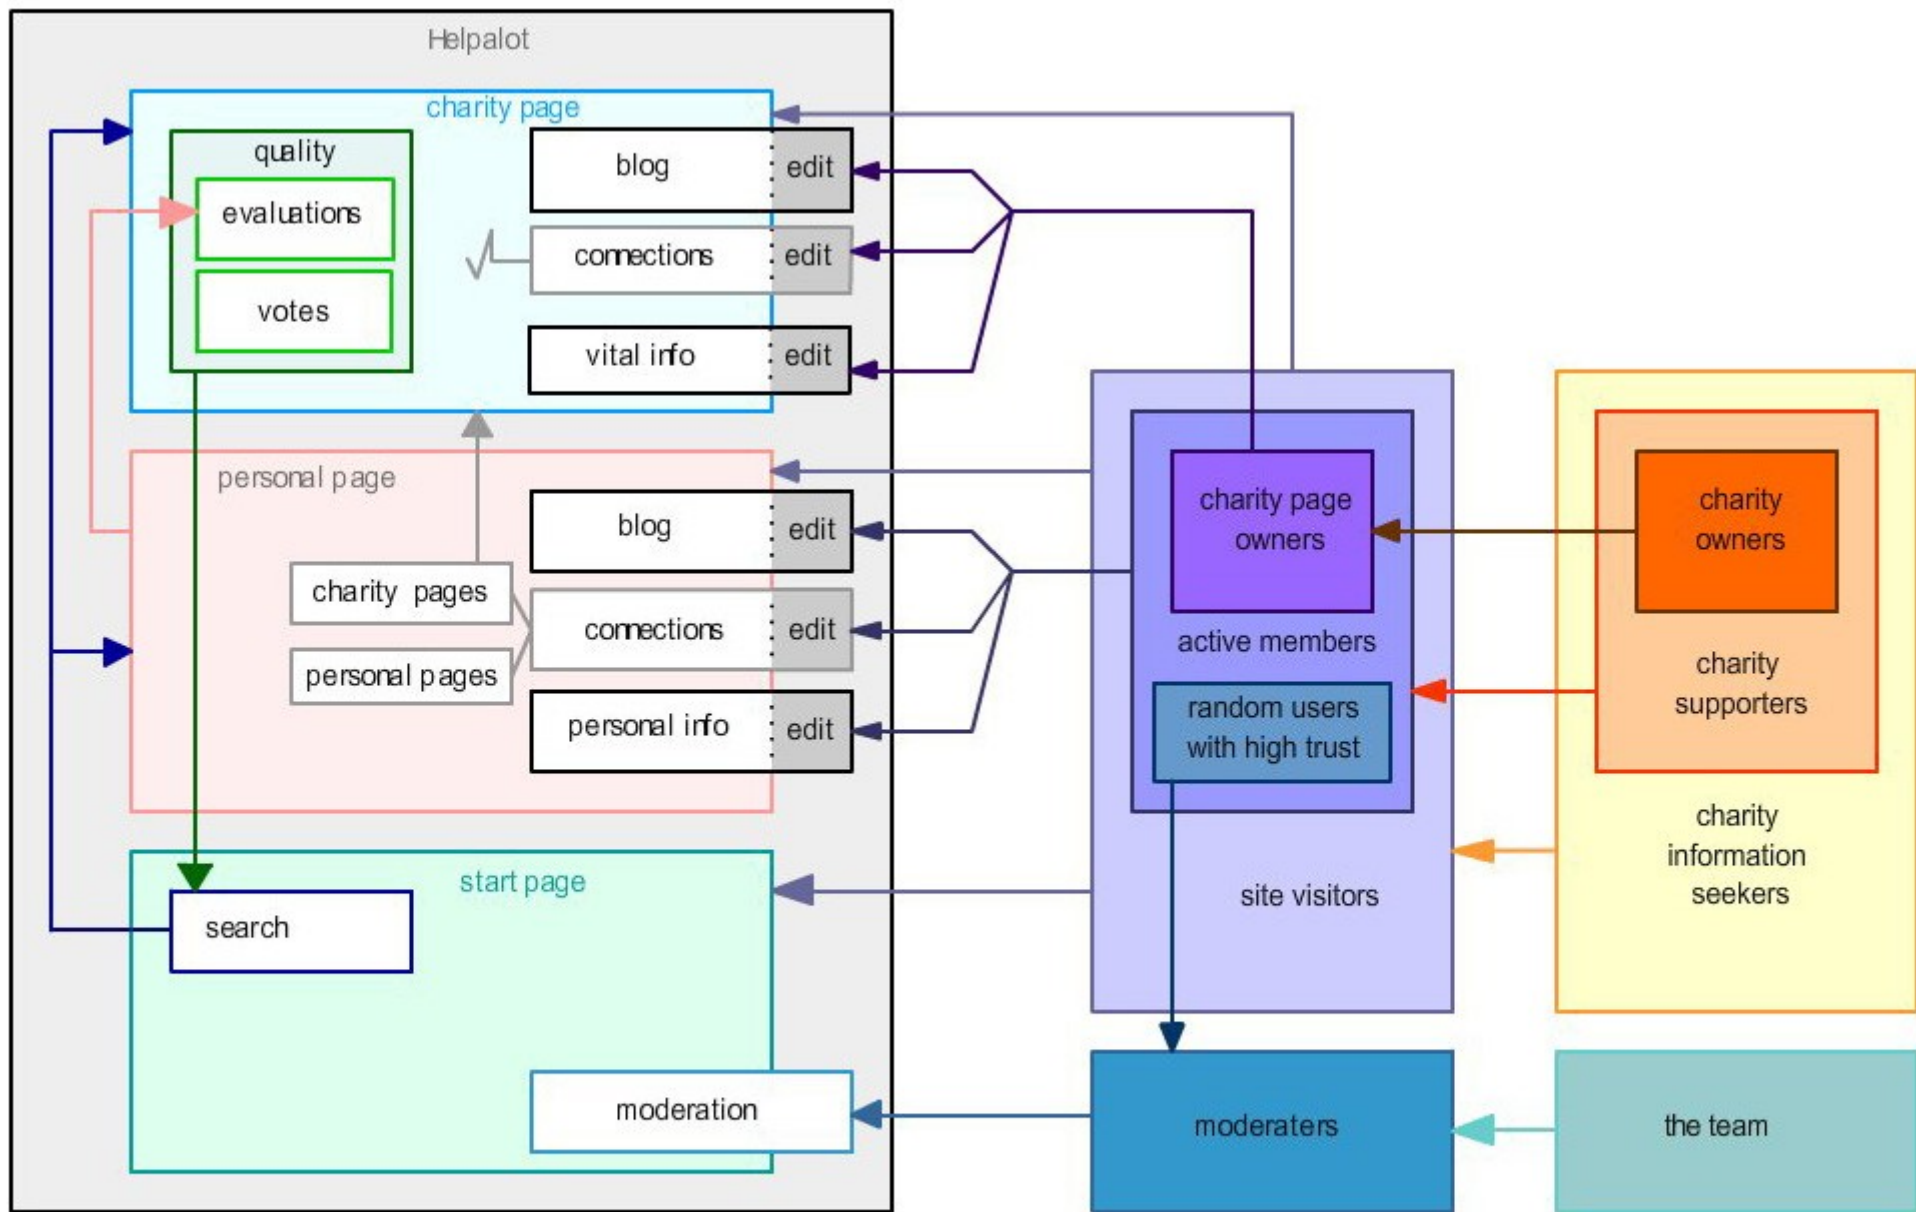 Helpalot
charity page
quality
evaluations
votes
blog
edit
connections
edit
vital info
edit
personal page
blog
edit
charity pages
connections
edit
personal pages
personal info
edit
start page
search
moderation
charity page
owners
active members
random users
with high trust
site visitors
moderaters
charity
owners
charity
supporters
charity
information
seekers
the team